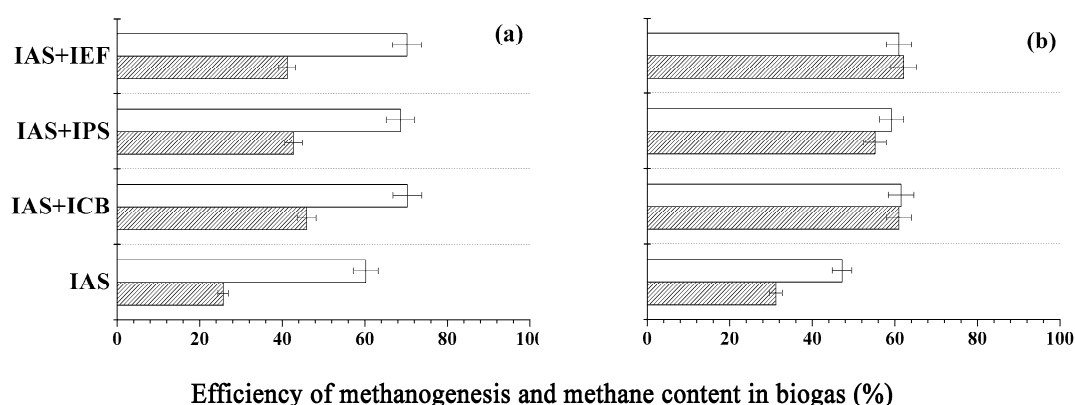 (a)
(b)
IAS+IEF
IAS+IPS
IAS+ICB
IAS
0 20 40 60 80 100
0 20 40 60 80 100
Efficiency of methanogenesis and methane content in biogas (%)